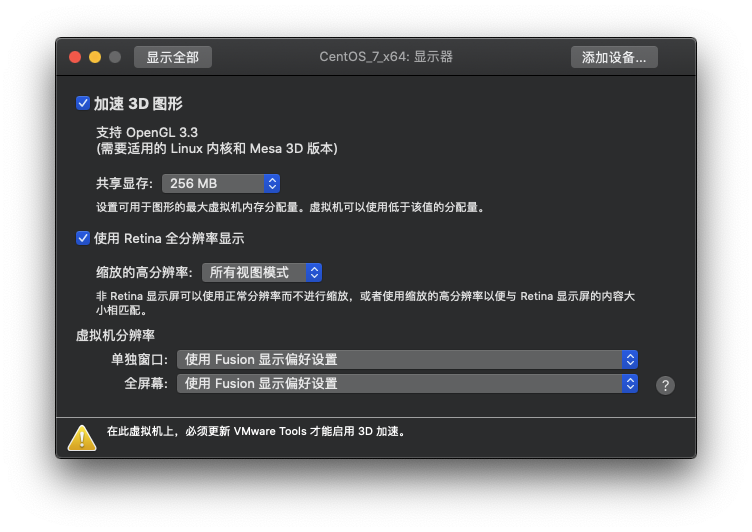 显示全部
CentOS_7_x64: 显示器
添加设备...
加速 3D 图形
支持 OpenGL 3.3
(需要适用的 Linux 内核和 Mesa 3D 版本)
共享显存: 256 MB
设置可用于图形的最大虚拟机内存分配量。虚拟机可以使用低于该值的分配量。
使用 Retina 全分辨率显示
缩放的高分辨率: 所有视图模式
非 Retina 显示屏可以使用正常分辨率而不进行缩放，或者使用缩放的高分辨率以便与 Retina 显示屏的内容大
小相匹配。
虚拟机分辨率
单独窗口: 使用 Fusion 显示偏好设置
全屏幕: 使用 Fusion 显示偏好设置
?
在此虚拟机上，必须更新 VMware Tools 才能启用 3D 加速。